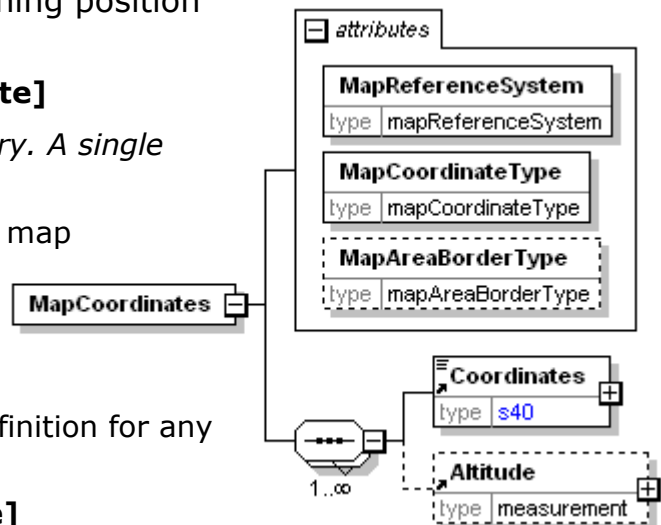 ning position
te]
ry. A single
map
finition for any
e]
attributes
MapReferenceSystem
type mapReferenceSystem
MapCoordinateType
type mapCoordinateType
MapAreaBorderType
type mapAreaBorderType
MapCoordinates
Coordinates
type s40
1..∞
Altitude
type measurement